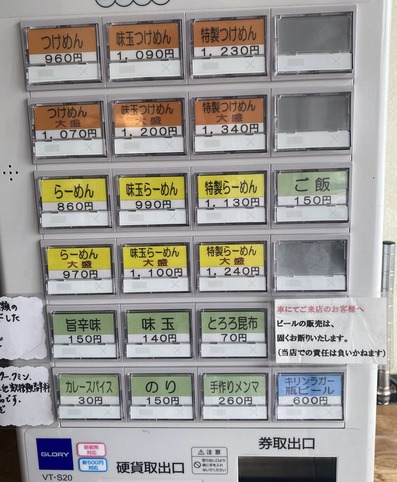 つけめん
960円
味玉つけめん
1,090円
特製つけめん
1,230円
つけめん
大盛
1,070円
味玉つけめん
大盛
1,200円
特製つけめん
大盛
1,340円
らーめん
860円
味玉らーめん
990円
特製らーめん
1,130円
ご飯
150円
らーめん
大盛
970円
味玉らーめん
大盛
1,100円
特製らーめん
大盛
1,240円
旨辛味
150円
味玉
140円
とろろ昆布
70円
車にてご来店のお客様へ
ビールの販売は、
固くお断りいたします。
(当店での責任は負いかねます)
カレースパイス
30円
のり
150円
手作りメンマ
260円
キリンラガー
瓶ビール
600円
GLORY
VT-S20
新紙幣
対応
新500円
対応
硬貨取出口
注意
券取出口